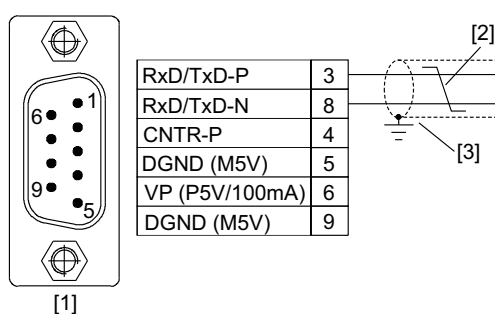 6
1
9
5
[1]
RxD/TxD-P 3
RxD/TxD-N 8
CNTR-P 4
DGND (M5V) 5
VP (P5V/100mA) 6
DGND (M5V) 9
[2]
[3]